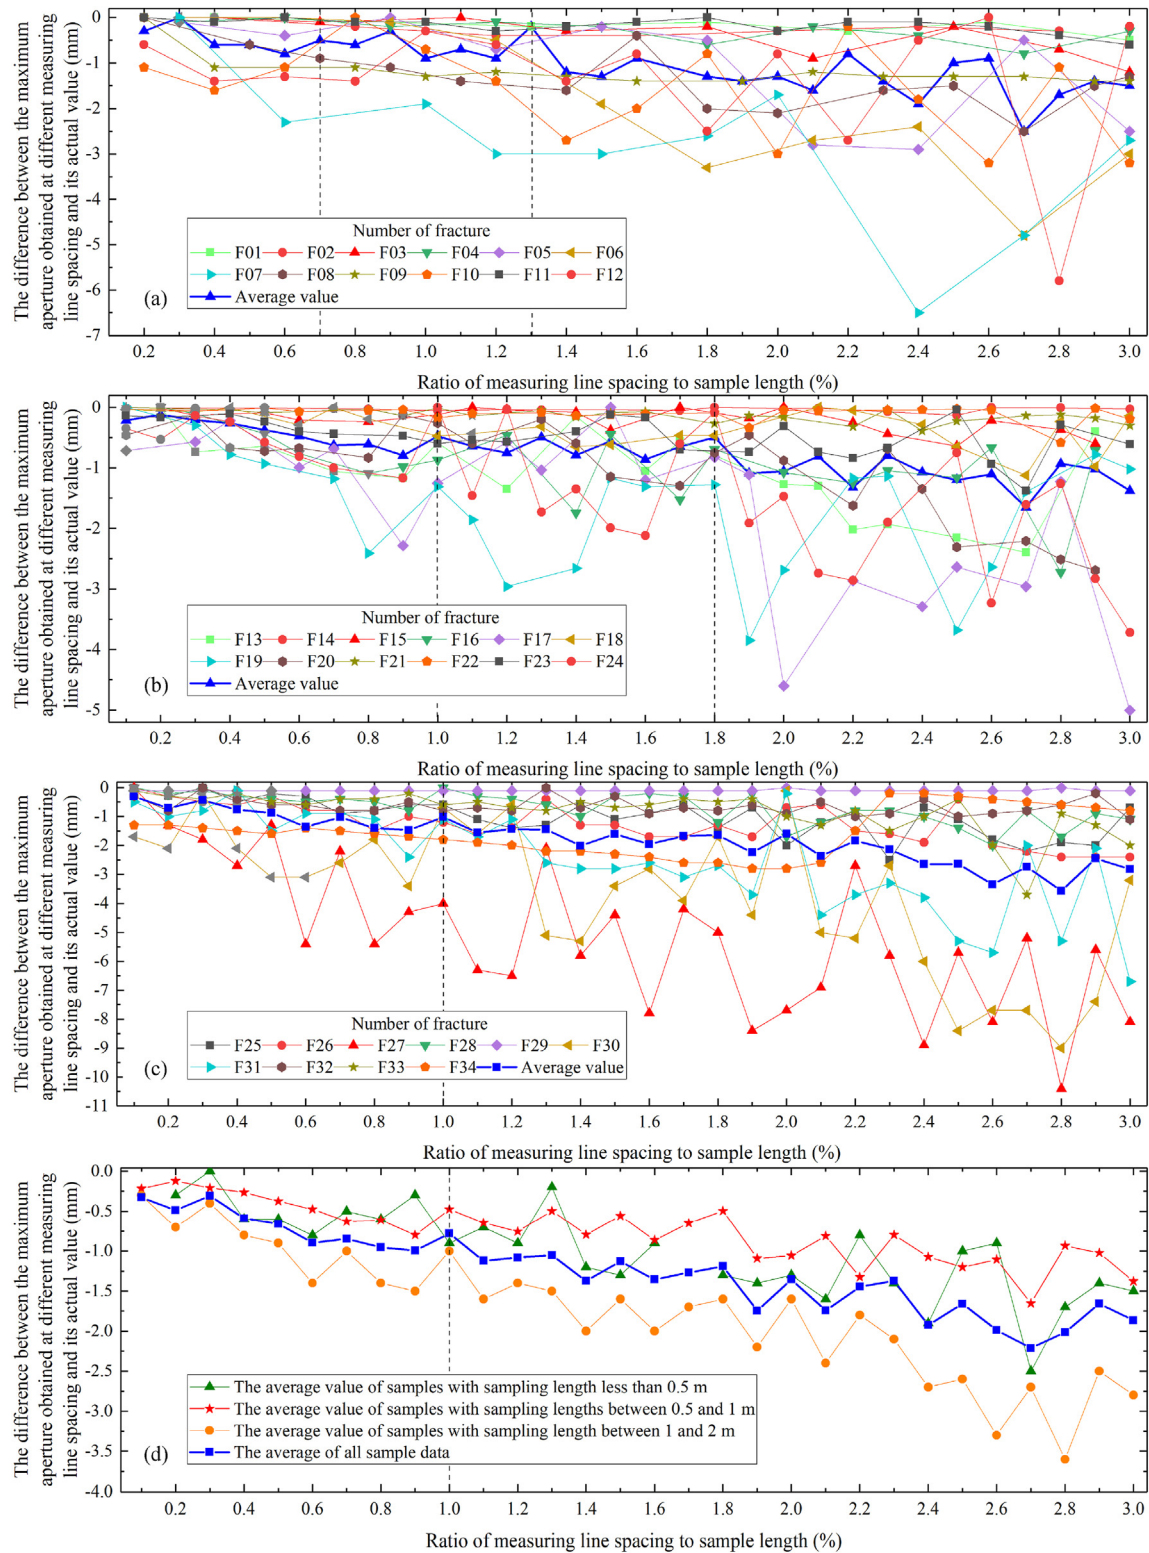 The difference between the maximum
aperture obtained at different measuring
line spacing and its actual value (mm)
0
-1
-2
-3
-4
-5
-6
-7
Number of fracture
F01 F02 F03 F04 F05 F06
F07 F08 F09 F10 F11 F12
Average value
(a)
0.2 0.4 0.6 0.8 1.0 1.2 1.4 1.6 1.8 2.0 2.2 2.4 2.6 2.8 3.0
Ratio of measuring line spacing to sample length (%)
The difference between the maximum
aperture obtained at different measuring
line spacing and its actual value (mm)
0
-1
-2
-3
-4
-5
Number of fracture
F13 F14 F15 F16 F17 F18
F19 F20 F21 F22 F23 F24
Average value
(b)
0.2 0.4 0.6 0.8 1.0 1.2 1.4 1.6 1.8 2.0 2.2 2.4 2.6 2.8 3.0
Ratio of measuring line spacing to sample length (%)
The difference between the maximum
aperture obtained at different measuring
line spacing and its actual value (mm)
0
-1
-2
-3
-4
-5
-6
-7
-8
-9
-10
-11
Number of fracture
F25 F26 F27 F28 F29 F30
F31 F32 F33 F34 Average value
(c)
0.2 0.4 0.6 0.8 1.0 1.2 1.4 1.6 1.8 2.0 2.2 2.4 2.6 2.8 3.0
Ratio of measuring line spacing to sample length (%)
The difference between the maximum
aperture obtained at different measuring
line spacing and its actual value (mm)
0.0
-0.5
-1.0
-1.5
-2.0
-2.5
-3.0
-3.5
-4.0
The average value of samples with sampling length less than 0.5 m
The average value of samples with sampling lengths between 0.5 and 1 m
The average value of samples with sampling length between 1 and 2 m
The average of all sample data
(d)
0.2 0.4 0.6 0.8 1.0 1.2 1.4 1.6 1.8 2.0 2.2 2.4 2.6 2.8 3.0
Ratio of measuring line spacing to sample length (%)